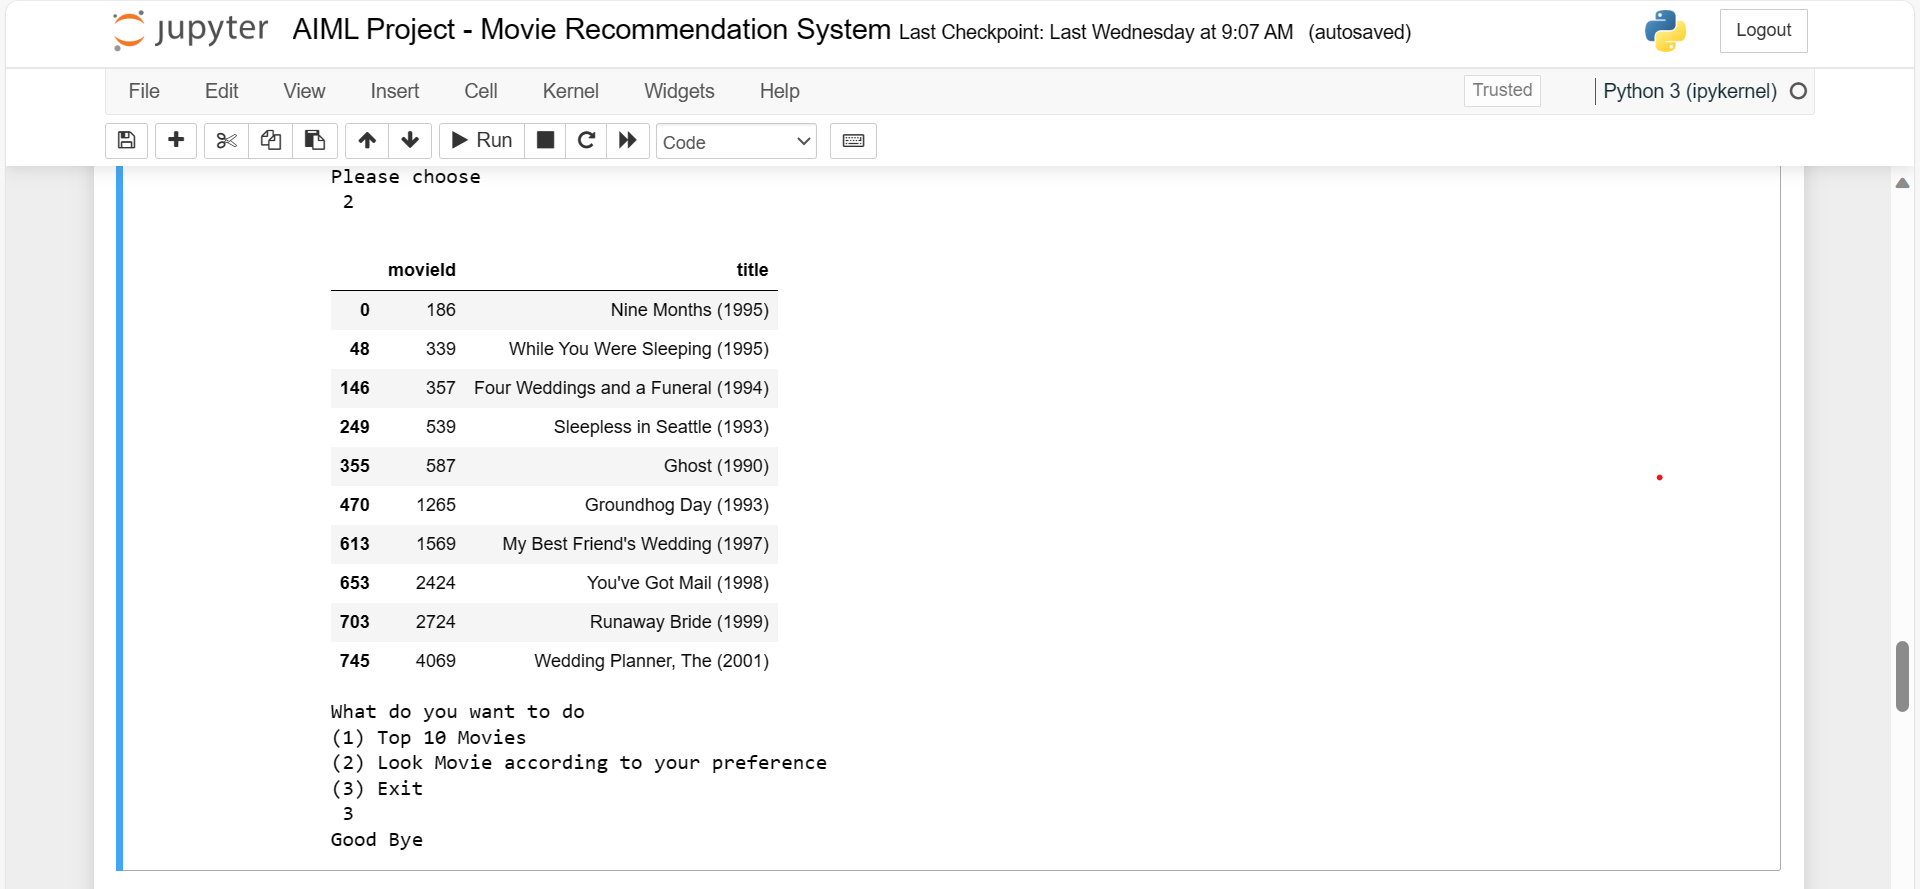 jupyter AIML Project - Movie Recommendation System Last Checkpoint: Last Wednesday at 9:07 AM (autosaved) Logout
File Edit View Insert Cell Kernel Widgets Help Trusted Python 3 (ipykernel)
Run Code
Please choose
2
movieId title
0 186 Nine Months (1995)
48 339 While You Were Sleeping (1995)
146 357 Four Weddings and a Funeral (1994)
249 539 Sleepless in Seattle (1993)
355 587 Ghost (1990)
470 1265 Groundhog Day (1993)
613 1569 My Best Friend's Wedding (1997)
653 2424 You've Got Mail (1998)
703 2724 Runaway Bride (1999)
745 4069 Wedding Planner, The (2001)
What do you want to do
(1) Top 10 Movies
(2) Look Movie according to your preference
(3) Exit
3
Good Bye